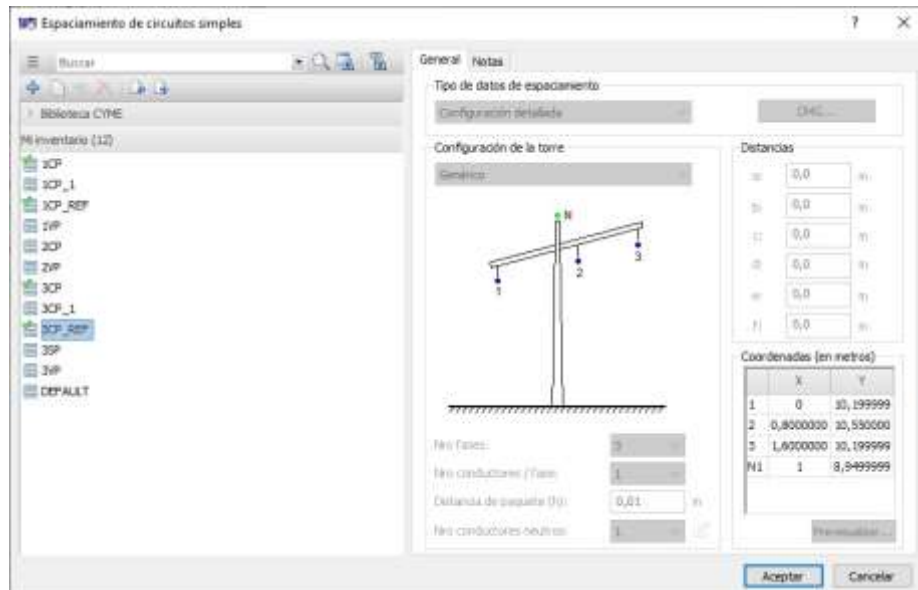 Espaciamiento de circuitos simples
? ×
Buscar
Biblioteca CYME
Mi inventario (12)
1CP
1CP_1
1CP_REF
1VP
2CP
2VP
3CP
3CP_1
3CP_REF
3SP
3VP
DEFAULT
General Notas
Tipo de datos de espaciamiento
Configuración detallada
DMG...
Configuración de la torre
Genérico
N
1
2
3
Nro fases: 3
Nro conductores / fase: 1
Distancia de paquete (h): 0,01 m
Nro conductores neutros: 1
Distancias
0,0 m
b) 0,0 m
c) 0,0 m
d) 0,0 m
0,0 m
f) 0,0 m
Coordenadas (en metros)
X Y
1 0 10,199999
2 0,8000000 10,550000
3 1,6000000 10,199999
N1 1 8,9499999
Previsualizar ...
Aceptar Cancelar